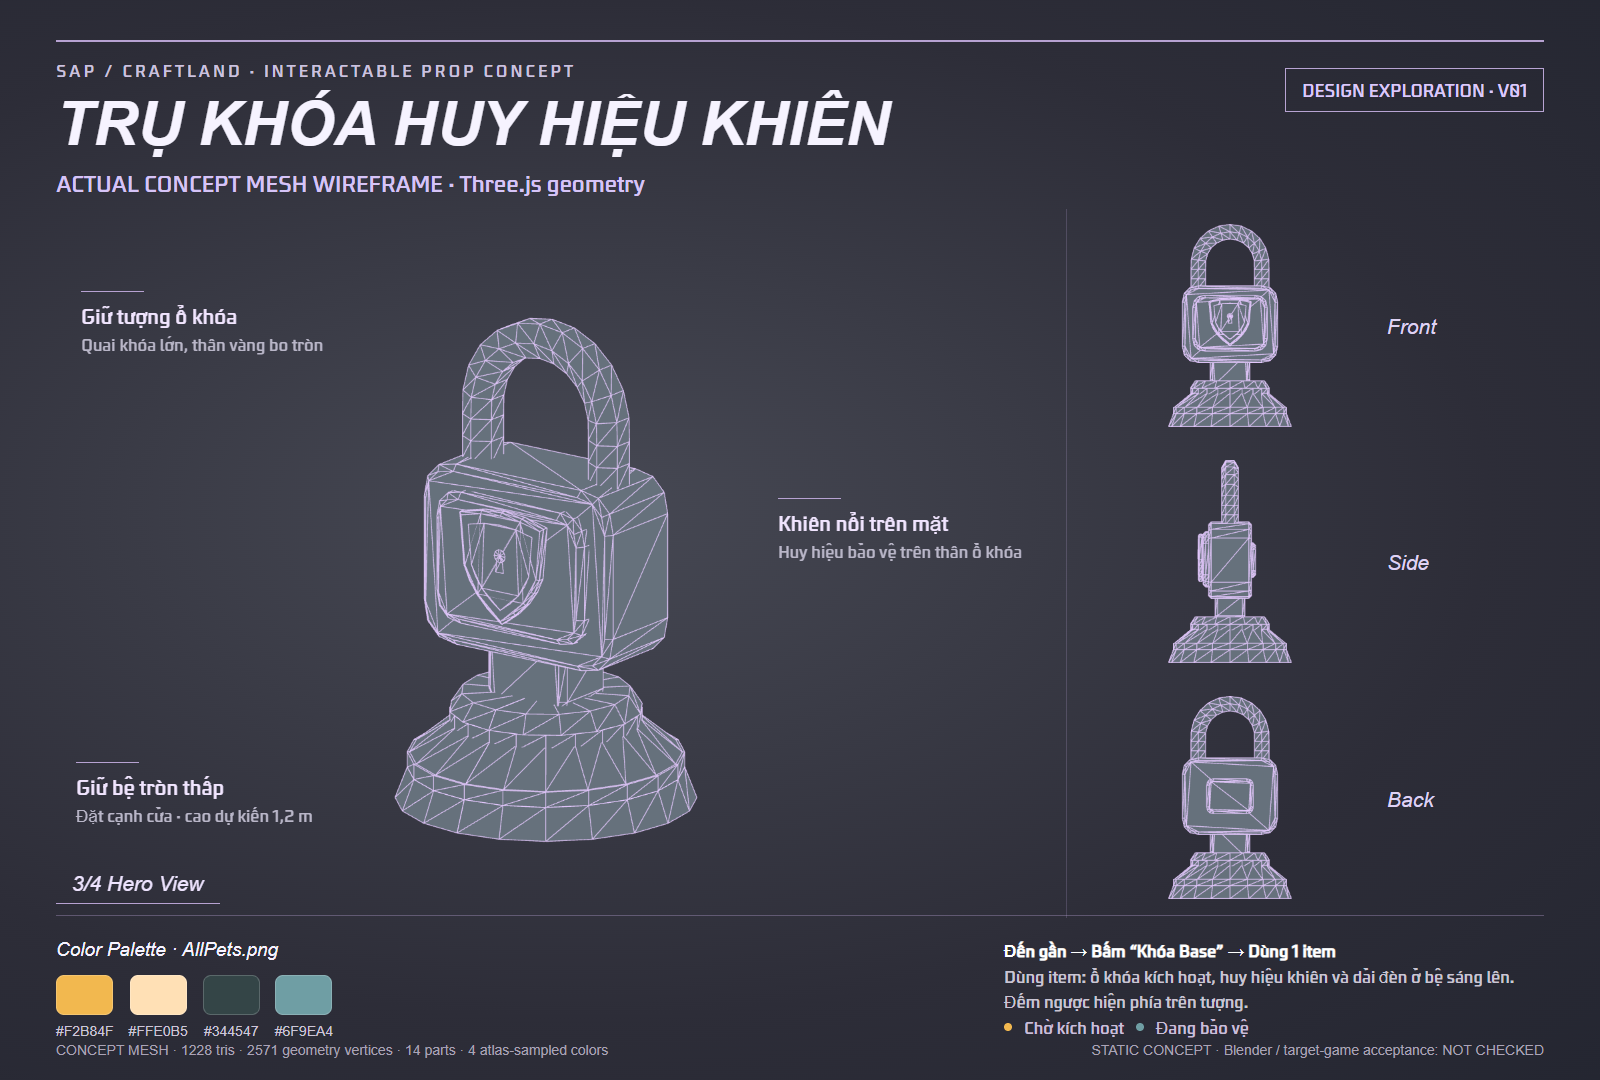 SAP / CRAFTLAND · INTERACTABLE PROP CONCEPT
DESIGN EXPLORATION · V01
TRỤ KHÓA HUY HIỆU KHIÊN
ACTUAL CONCEPT MESH WIREFRAME · Three.js geometry
Giữ tượng ổ khóa
Quai khóa lớn, thân vàng bo tròn
Khiên nổi trên mặt
Huy hiệu bảo vệ trên thân ổ khóa
Giữ bệ tròn thấp
Đặt cạnh cửa · cao dự kiến 1,2 m
3/4 Hero View
Front
Side
Back
Color Palette · AllPets.png
#F2B84F #FFE0B5 #344547 #6F9EA4
CONCEPT MESH · 1228 tris · 2571 geometry vertices · 14 parts · 4 atlas-sampled colors
Đến gần → Bấm “Khóa Base” → Dùng 1 item
Dùng item: ổ khóa kích hoạt, huy hiệu khiên và dải đèn ở bệ sáng lên.
Đếm ngược hiện phía trên tượng.
Chờ kích hoạt Đang bảo vệ
STATIC CONCEPT · Blender / target-game acceptance: NOT CHECKED